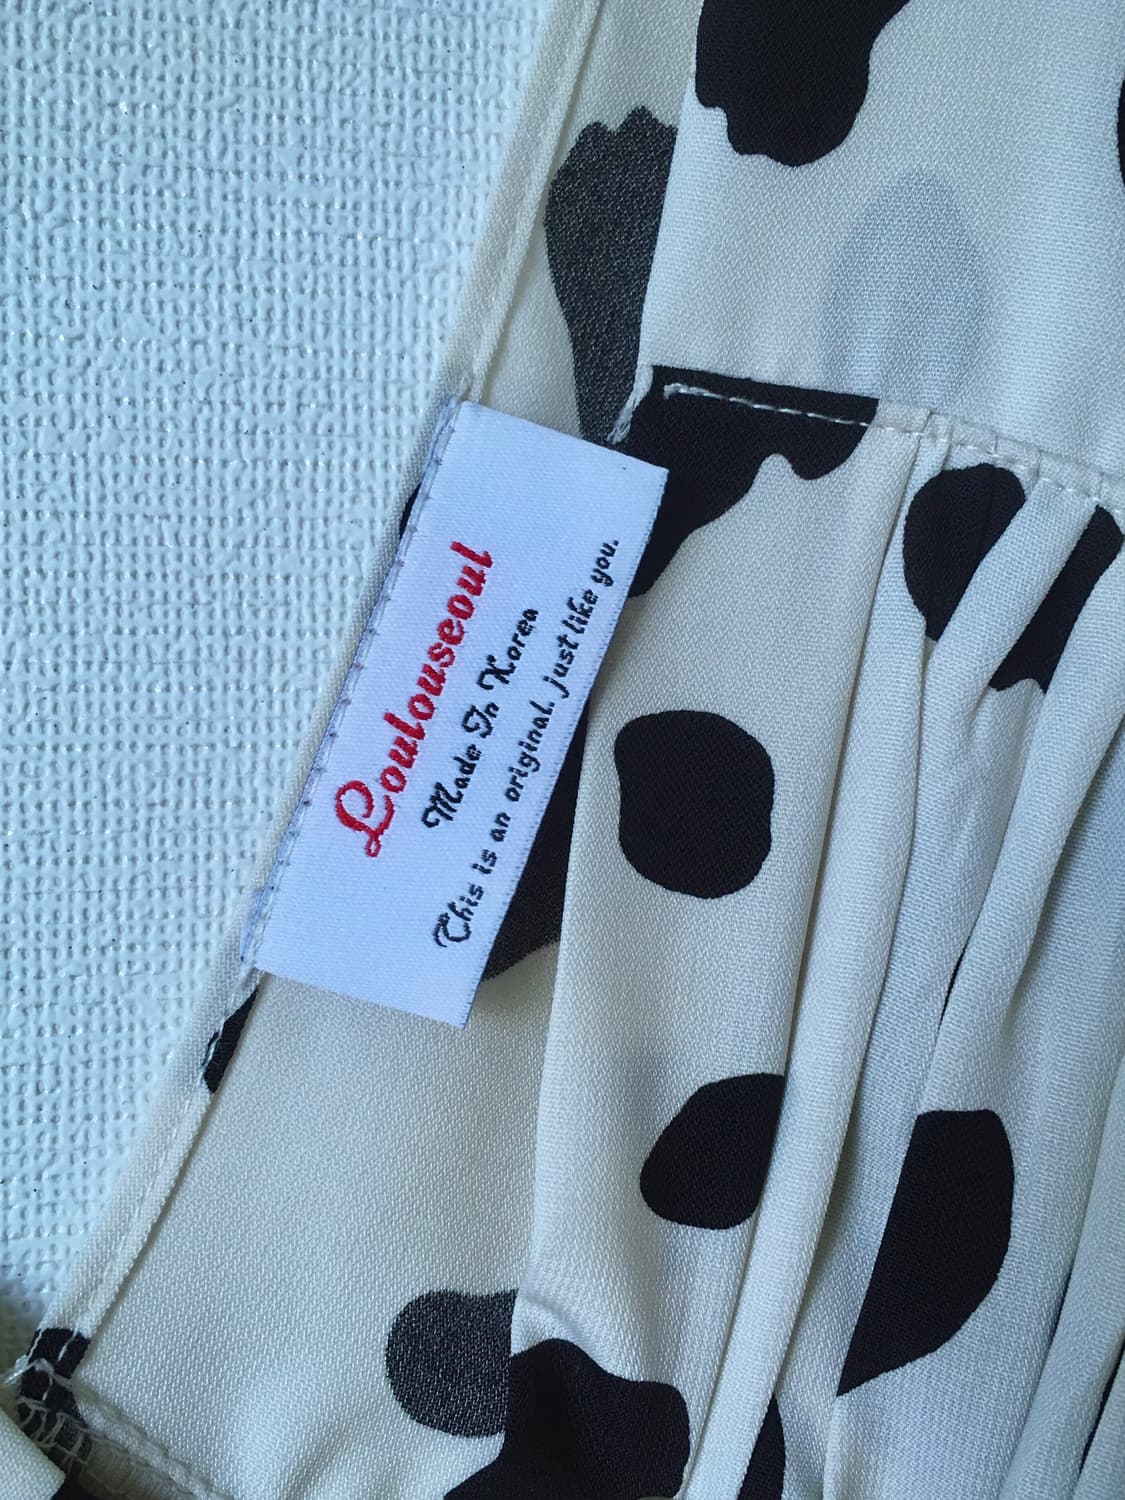 Loulouseoul
Made In Korea
This is an original. just like you.